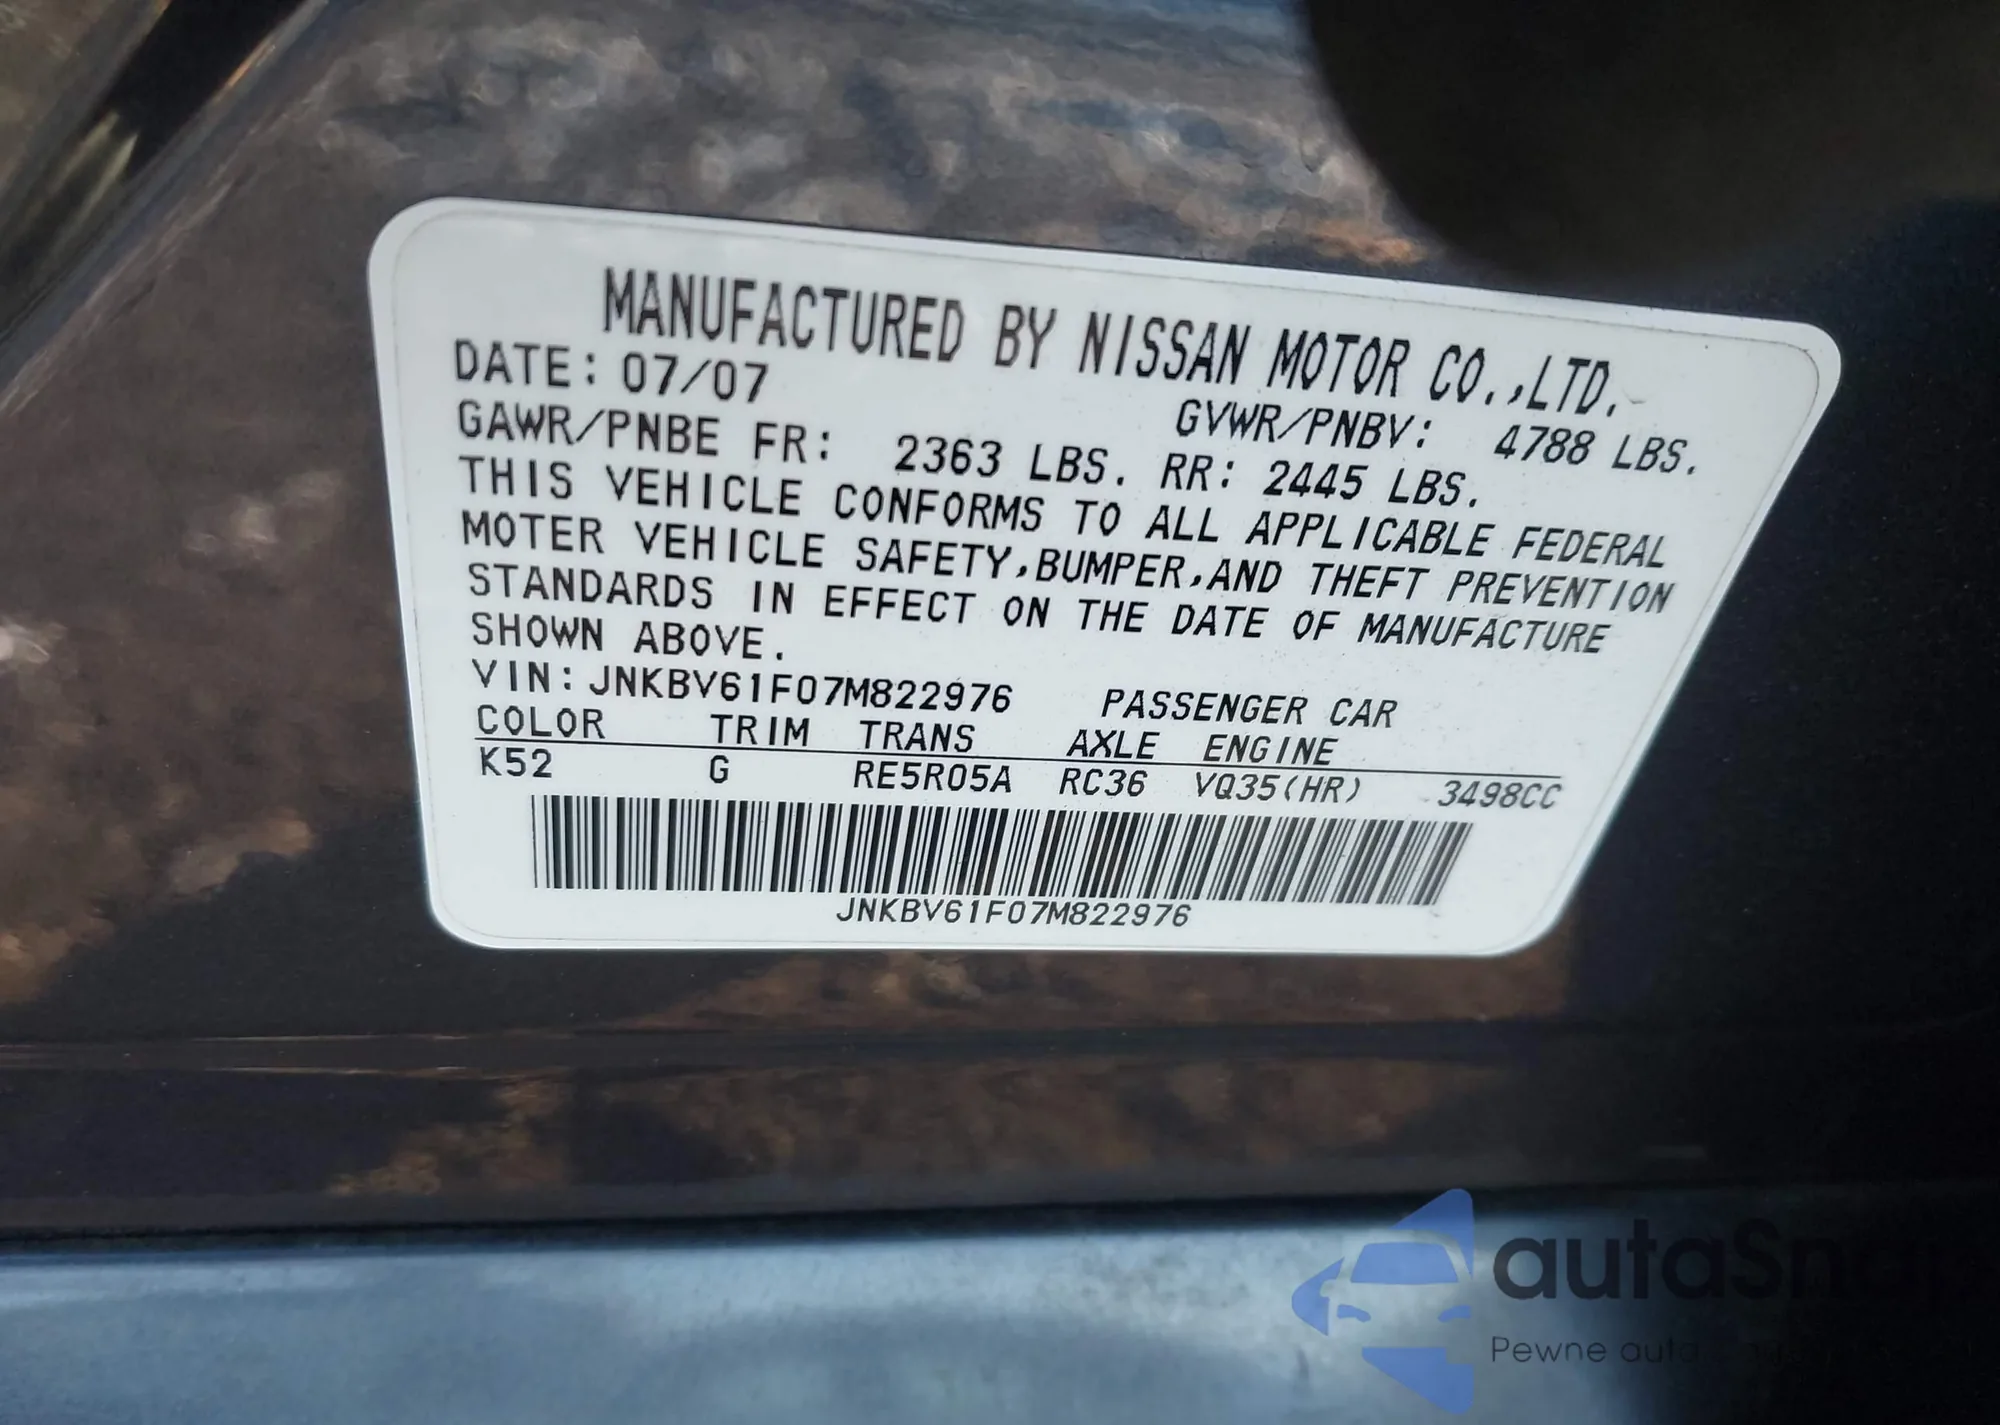 MANUFACTURED BY NISSAN MOTOR CO.,LTD.
DATE: 07/07 GVWR/PNBV: 4788 LBS.
GAWR/PNBE FR: 2363 LBS. RR: 2445 LBS.
THIS VEHICLE CONFORMS TO ALL APPLICABLE FEDERAL
MOTER VEHICLE SAFETY,BUMPER,AND THEFT PREVENTION
STANDARDS IN EFFECT ON THE DATE OF MANUFACTURE
SHOWN ABOVE.
VIN:JNKBV61F07M822976 PASSENGER CAR
COLOR TRIM TRANS AXLE ENGINE
K52 G RE5R05A RC36 VQ35(HR) 3498CC
JNKBV61F07M822976
autaSna
Pewne auta